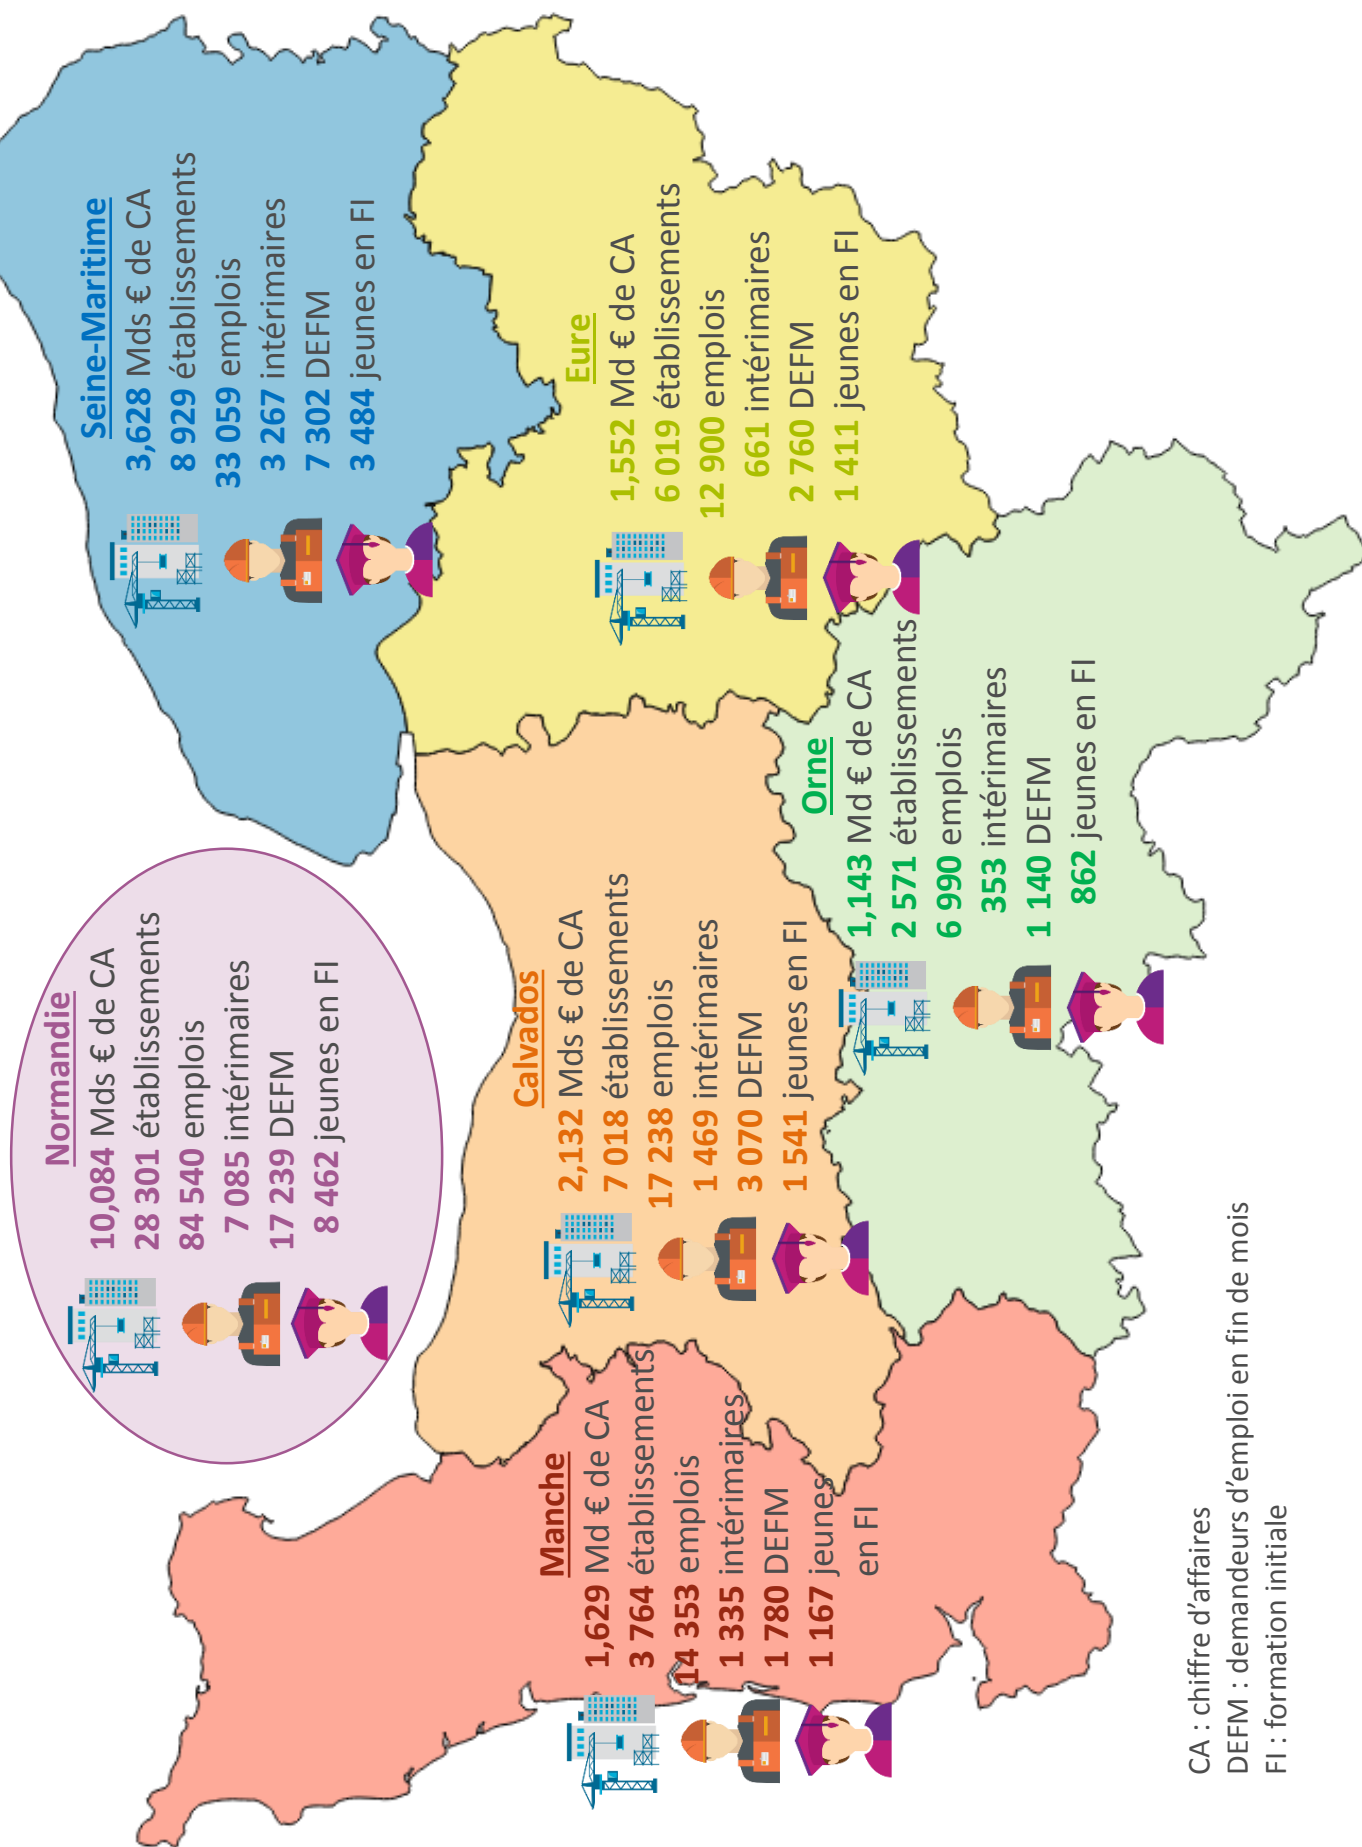 Normandie
10,084 Mds € de CA
28 301 établissements
84 540 emplois
7 085 intérimaires
17 239 DEFM
8 462 jeunes en FI
Seine-Maritime
3,628 Mds € de CA
8 929 établissements
33 059 emplois
3 267 intérimaires
7 302 DEFM
3 484 jeunes en FI
Manche
1,629 Md € de CA
3 764 établissements
14 353 emplois
1 335 intérimaires
1 780 DEFM
1 167 jeunes
en FI
Calvados
2,132 Mds € de CA
7 018 établissements
17 238 emplois
1 469 intérimaires
3 070 DEFM
1 541 jeunes en FI
Eure
1,552 Md € de CA
6 019 établissements
12 900 emplois
661 intérimaires
2 760 DEFM
1 411 jeunes en FI
Orne
1,143 Md € de CA
2 571 établissements
6 990 emplois
353 intérimaires
1 140 DEFM
862 jeunes en FI
CA : chiffre d'affaires
DEFM : demandeurs d'emploi en fin de mois
FI : formation initiale